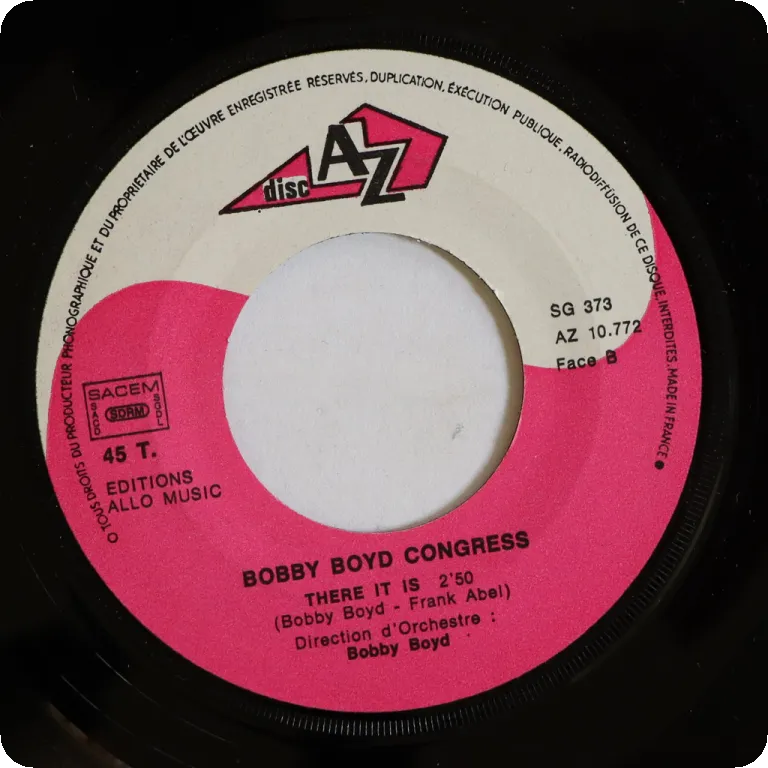 O TOUS DROITS DU PRODUCTEUR PHONOGRAPHIQUE ET DU PROPRIETAIRE DE L'ŒUVRE ENREGISTRÉE RÉSERVÉS, DUPLICATION, EXÉCUTION PUBLIQUE, RADIODIFFUSION DE CE DISQUE, INTERDITES. MADE IN FRANCE
disc AZ
SG 373
AZ 10.772
Face B
SACEM
SACD SDRM SGDL
45 T.
EDITIONS
ALLO MUSIC
BOBBY BOYD CONGRESS
THERE IT IS 2'50
(Bobby Boyd - Frank Abel)
Direction d'Orchestre :
Bobby Boyd